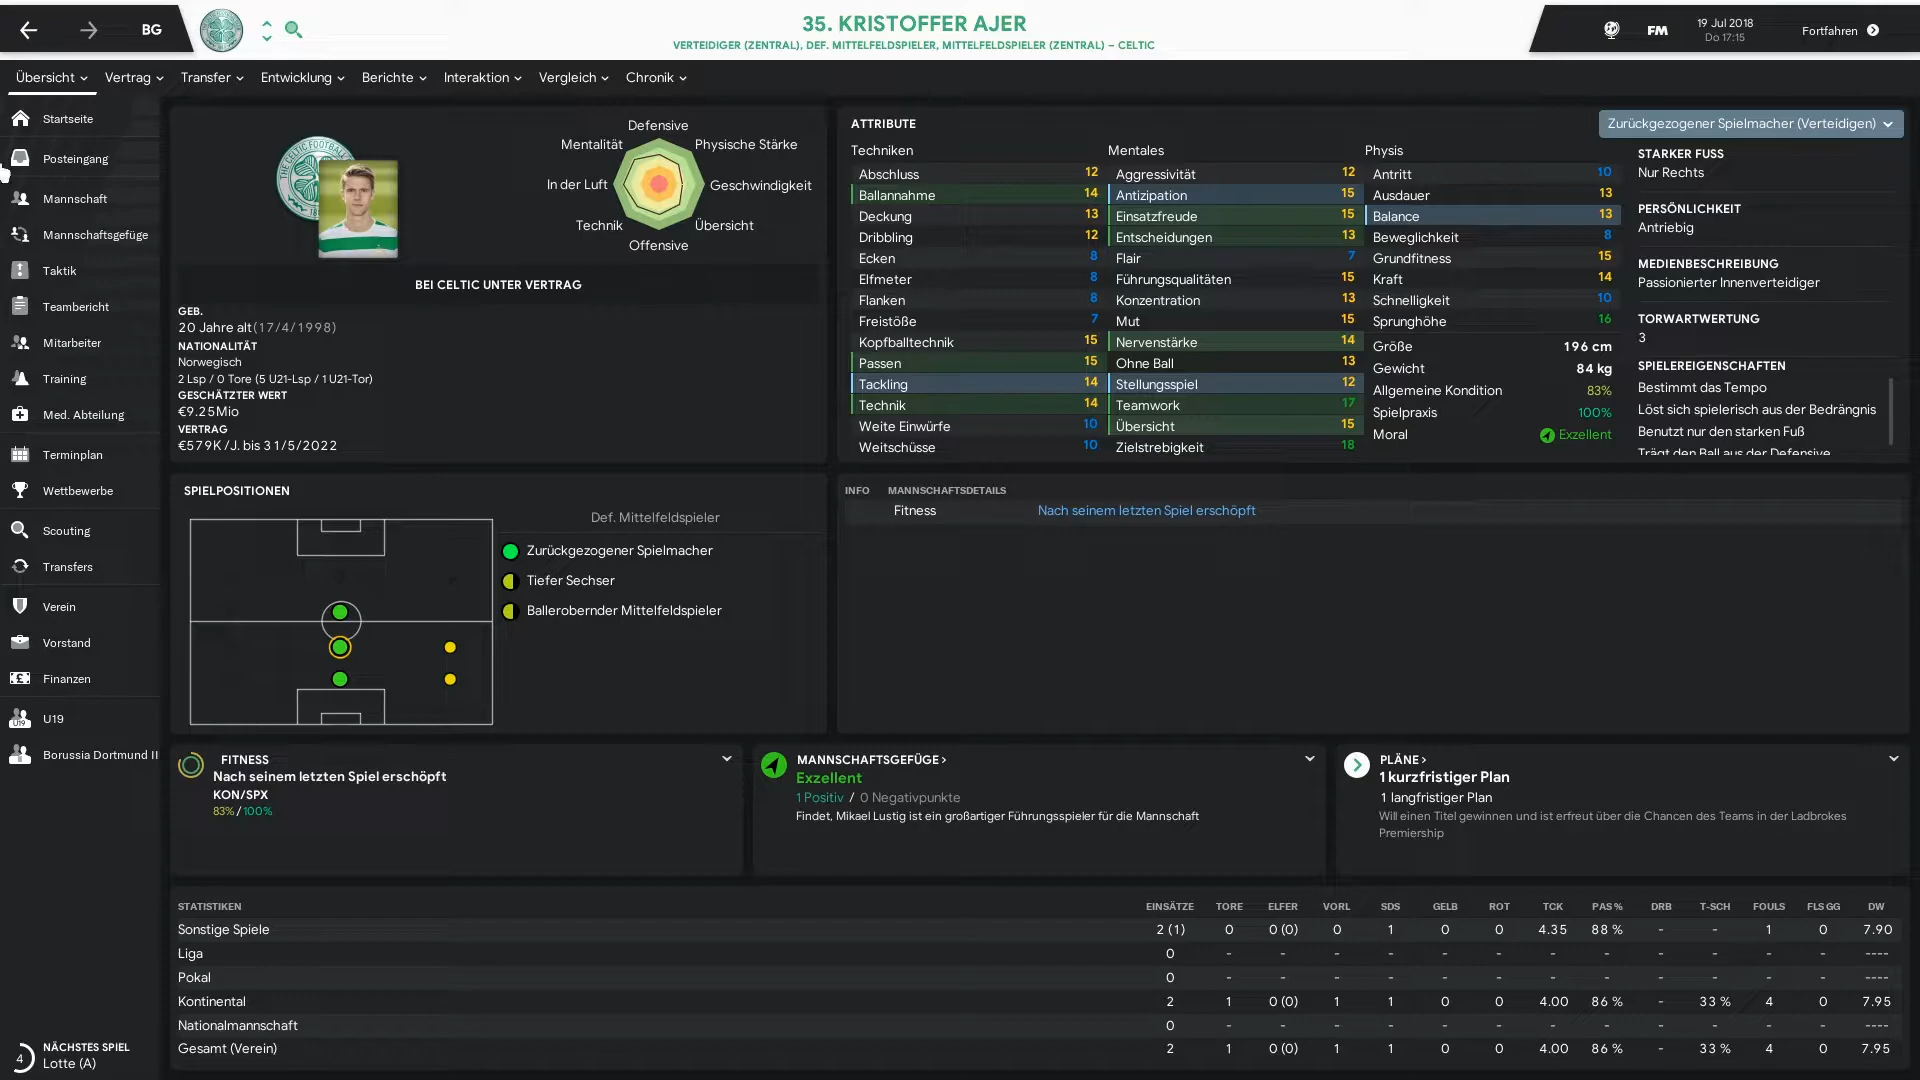 BG
35. KRISTOFFER AJER
VERTEIDIGER (ZENTRAL), DEF. MITTELFELDSPIELER, MITTELFELDSPIELER (ZENTRAL) – CELTIC
FM
19 Jul 2018
Do 17:15
Fortfahren
Übersicht
Vertrag
Transfer
Entwicklung
Berichte
Interaktion
Vergleich
Chronik
Startseite
Posteingang
Mannschaft
Mannschaftsgefüge
Taktik
Teambericht
Mitarbeiter
Training
Med. Abteilung
Terminplan
Wettbewerbe
Scouting
Transfers
Verein
Vorstand
Finanzen
U19
U19
Borussia Dortmund II
4
NÄCHSTES SPIEL
Lotte (A)
Defensive
Mentalität
Physische Stärke
In der Luft
Geschwindigkeit
Technik
Übersicht
Offensive
BEI CELTIC UNTER VERTRAG
GEB.
20 Jahre alt(17/4/1998)
NATIONALITÄT
Norwegisch
2 Lsp / 0 Tore (5 U21-Lsp / 1 U21-Tor)
GESCHÄTZTER WERT
€9.25Mio
VERTRAG
€579K/J. bis 31/5/2022
ATTRIBUTE
Zurückgezogener Spielmacher (Verteidigen)
Techniken
Abschluss 12
Ballannahme 14
Deckung 13
Dribbling 12
Ecken 8
Elfmeter 8
Flanken 8
Freistöße 7
Kopfballtechnik 15
Passen 15
Tackling 14
Technik 14
Weite Einwürfe 10
Weitschüsse 10
Mentales
Aggressivität 12
Antizipation 15
Einsatzfreude 15
Entscheidungen 13
Flair 7
Führungsqualitäten 15
Konzentration 13
Mut 15
Nervenstärke 14
Ohne Ball 13
Stellungsspiel 12
Teamwork 17
Übersicht 15
Zielstrebigkeit 18
Physis
Antritt 10
Ausdauer 13
Balance 13
Beweglichkeit 8
Grundfitness 15
Kraft 14
Schnelligkeit 10
Sprunghöhe 16
Größe 196 cm
Gewicht 84 kg
Allgemeine Kondition 83%
Spielpraxis 100%
Moral Exzellent
STARKER FUSS
Nur Rechts
PERSÖNLICHKEIT
Antriebig
MEDIENBESCHREIBUNG
Passionierter Innenverteidiger
TORWARTWERTUNG
3
SPIELEREIGENSCHAFTEN
Bestimmt das Tempo
Löst sich spielerisch aus der Bedrängnis
Benutzt nur den starken Fuß
Trägt den Ball aus der Defensive
SPIELPOSITIONEN
Def. Mittelfeldspieler
Zurückgezogener Spielmacher
Tiefer Sechser
Ballerobernder Mittelfeldspieler
INFO MANNSCHAFTSDETAILS
Fitness Nach seinem letzten Spiel erschöpft
FITNESS
Nach seinem letzten Spiel erschöpft
KON/SPX
83% / 100%
MANNSCHAFTSGEFÜGE ›
Exzellent
1 Positiv / 0 Negativpunkte
Findet, Mikael Lustig ist ein großartiger Führungsspieler für die Mannschaft
PLÄNE ›
1 kurzfristiger Plan
1 langfristiger Plan
Will einen Titel gewinnen und ist erfreut über die Chancen des Teams in der Ladbrokes
Premiership
STATISTIKEN EINSÄTZE TORE ELFER VORL SDS GELB ROT TCK PAS % DRB T-SCH FOULS FLS GG DW
Sonstige Spiele 2 (1) 0 0 (0) 0 1 0 0 4.35 88 % - - 1 0 7.90
Liga 0 - - - - - - - - - - - - ----
Pokal 0 - - - - - - - - - - - - ----
Kontinental 2 1 0 (0) 1 1 0 0 4.00 86 % - 33 % 4 0 7.95
Nationalmannschaft 0 - - - - - - - - - - - - ----
Gesamt (Verein) 2 1 0 (0) 1 1 0 0 4.00 86 % - 33 % 4 0 7.95